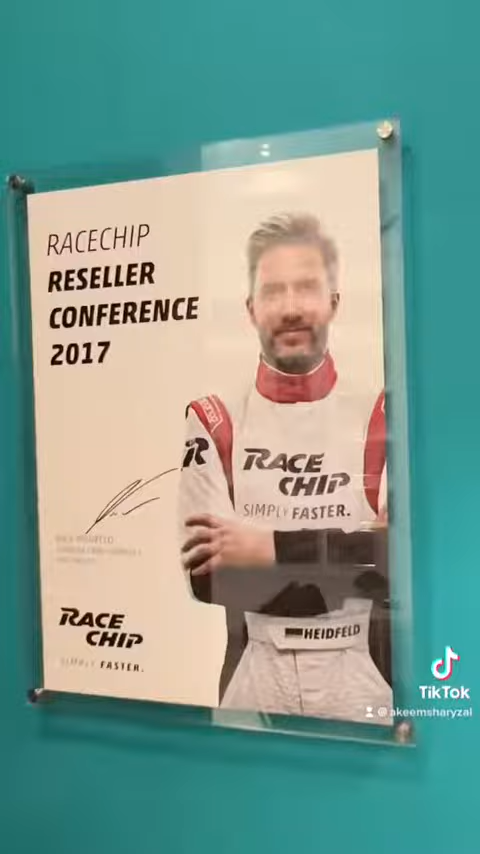 RACECHIP
RESELLER
CONFERENCE
2017
R
RACE
CHIP
SIMPLY FASTER.
HEIDFELD
RACE
CHIP
SIMPLY FASTER.
TikTok
@akeemsharyzal